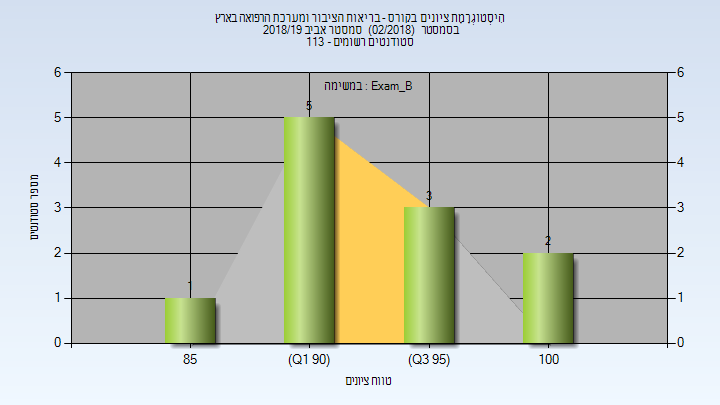 היסטוגרמת ציונים בקורס - בריאות הציבור ומערכת הרפואה בארץ
בסמסטר (02/2018) סמסטר אביב 2018/19
סטודנטים רשומים - 113
במשימה : Exam_B
6
6
5
5
5
4
4
3
3
3
2
2
2
1
1
1
0
0
85
(Q1 90)
(Q3 95)
100
מספר סטודנטים
טווח ציונים